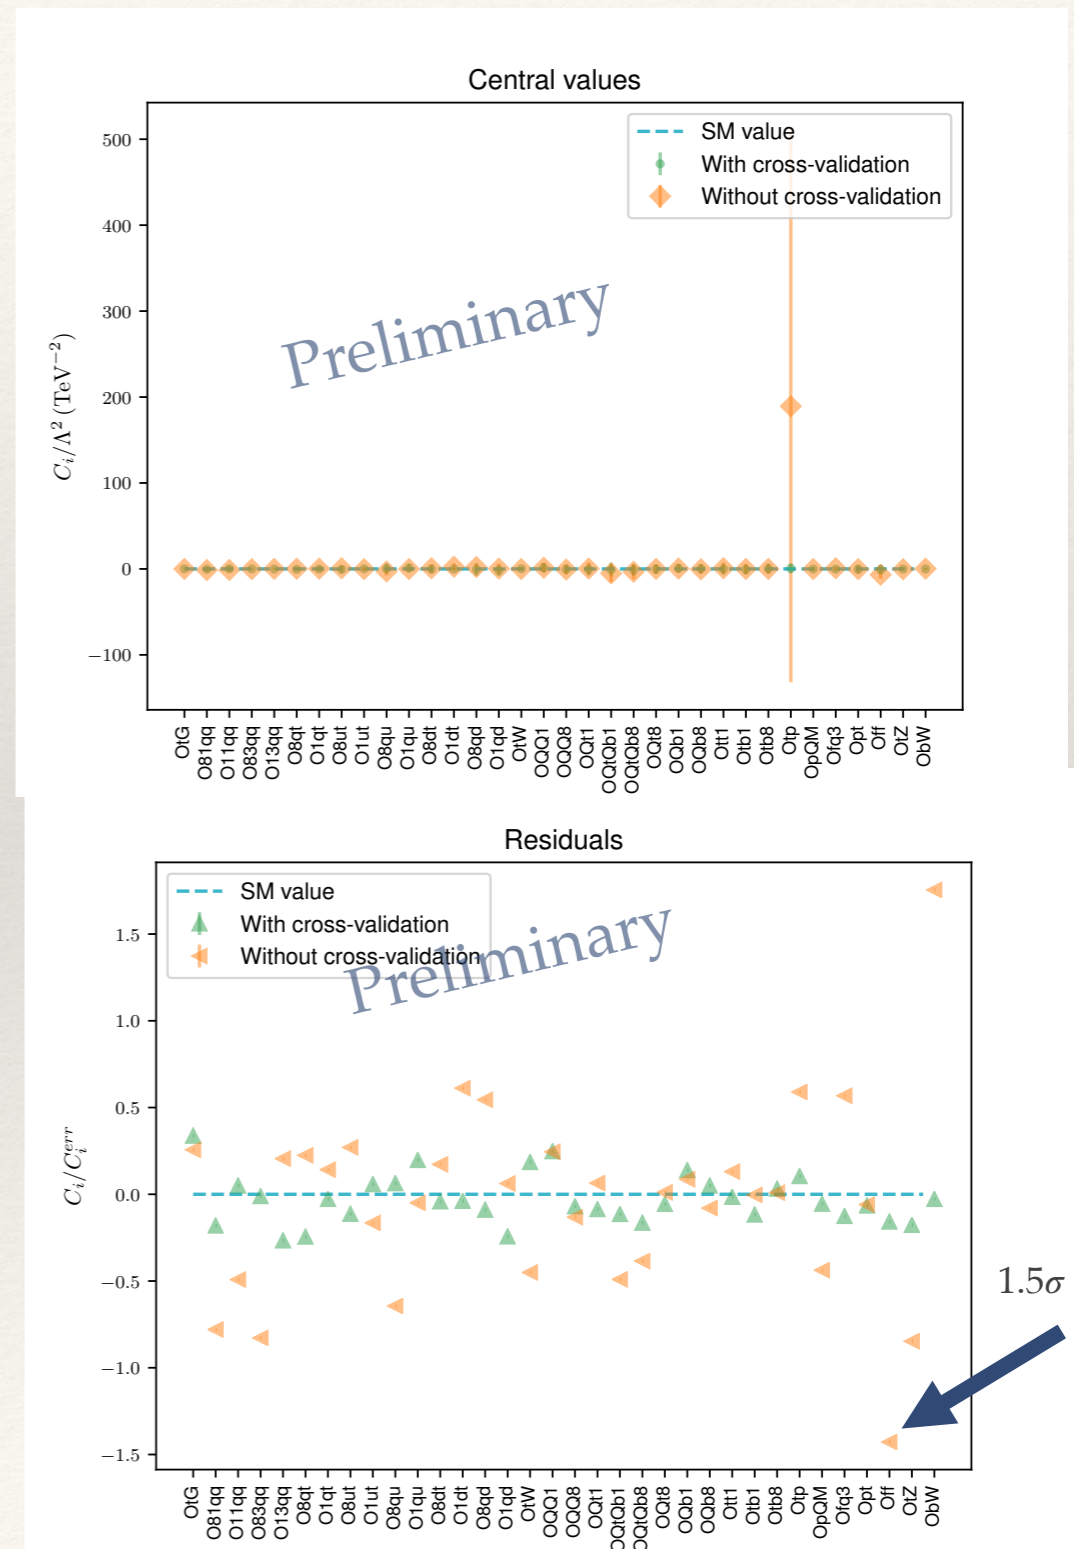 Central values
SM value
With cross-validation
Without cross-validation
500
400
300
200
100
0
−100
C_i/Λ² (TeV⁻²)
Preliminary
OtG
O81qq
O11qq
O83qq
O13qq
O8qt
O1qt
O8ut
O1ut
O8qu
O1qu
O8dt
O1dt
O8qd
O1qd
OtW
OQQ1
OQQ8
OQt1
OQtQb1
OQtQb8
OQt8
OQb1
OQb8
Ott1
Otb1
Otb8
Otp
OpQM
Ofq3
Opt
Off
OtZ
ObW
Residuals
SM value
With cross-validation
Without cross-validation
Preliminary
1.5
1.0
0.5
0.0
−0.5
−1.0
−1.5
C_i/C_i^{err}
1.5σ
OtG
O81qq
O11qq
O83qq
O13qq
O8qt
O1qt
O8ut
O1ut
O8qu
O1qu
O8dt
O1dt
O8qd
O1qd
OtW
OQQ1
OQQ8
OQt1
OQtQb1
OQtQb8
OQt8
OQb1
OQb8
Ott1
Otb1
Otb8
Otp
OpQM
Ofq3
Opt
Off
OtZ
ObW